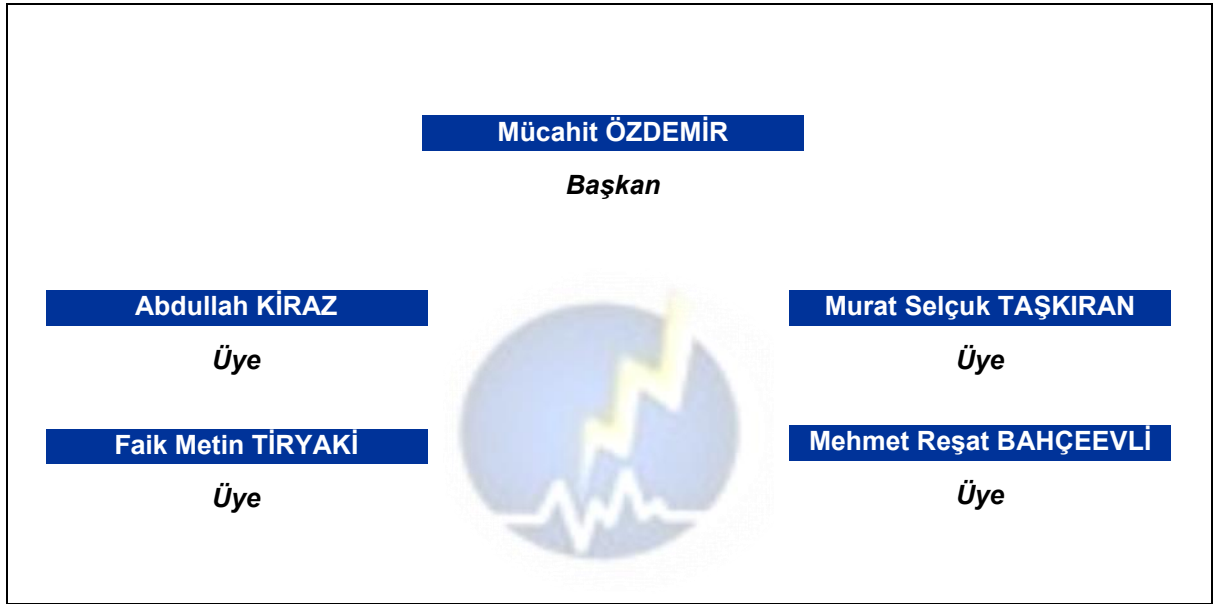 Mücahit ÖZDEMİR
Başkan
Abdullah KİRAZ
Üye
Murat Selçuk TAŞKIRAN
Üye
Faik Metin TİRYAKİ
Üye
Mehmet Reşat BAHÇEEVLİ
Üye